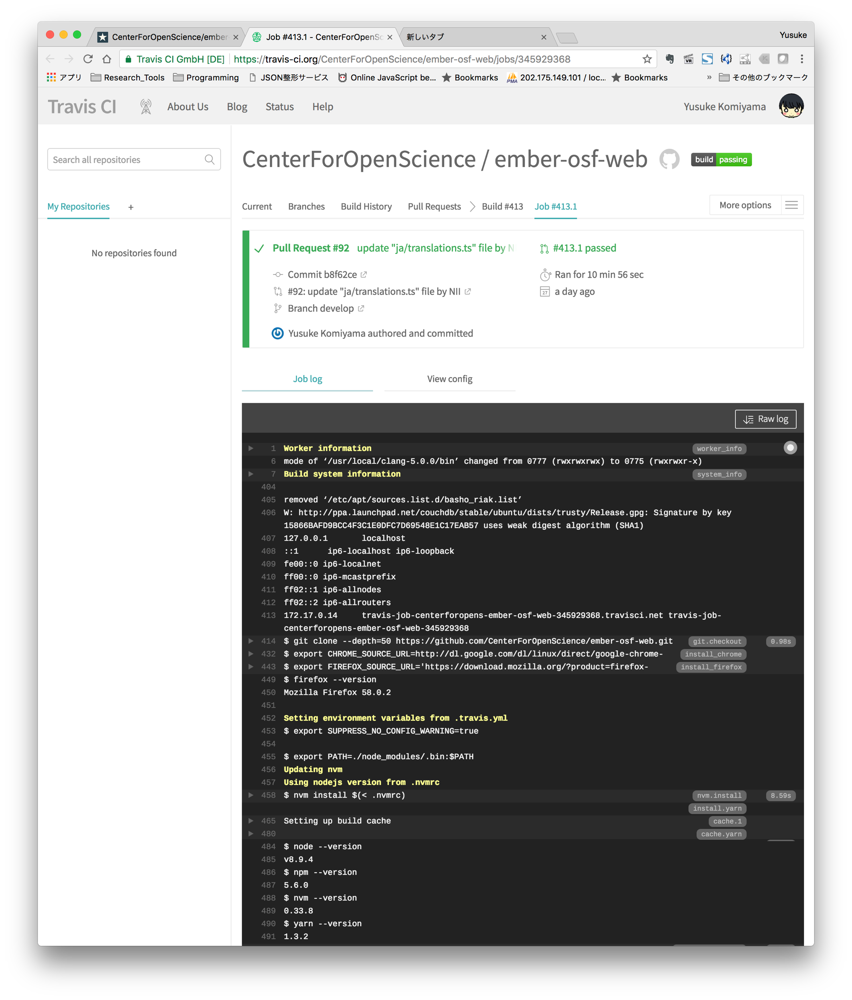 CenterForOpenScience/ember-
Job #413.1 - CenterForOpenSc
新しいタブ
Yusuke
Travis CI GmbH [DE]
https://travis-ci.org/CenterForOpenScience/ember-osf-web/jobs/345929368
アプリ
Research_Tools
Programming
JSON整形サービス
Online JavaScript be...
Bookmarks
PMA
202.175.149.101 / loc...
Bookmarks
»
その他のブックマーク
Travis CI
About Us
Blog
Status
Help
Yusuke Komiyama
Search all repositories
My Repositories
+
No repositories found
CenterForOpenScience / ember-osf-web
build passing
Current
Branches
Build History
Pull Requests
Build #413
Job #413.1
More options
Pull Request #92 update "ja/translations.ts" file by N
#413.1 passed
Commit b8f62ce
Ran for 10 min 56 sec
#92: update "ja/translations.ts" file by NII
27
a day ago
Branch develop
Yusuke Komiyama authored and committed
Job log
View config
Raw log
1 Worker information worker_info
6 mode of ‘/usr/local/clang-5.0.0/bin’ changed from 0777 (rwxrwxrwx) to 0775 (rwxrwxr-x)
7 Build system information system_info
404
405 removed ‘/etc/apt/sources.list.d/basho_riak.list’
406 W: http://ppa.launchpad.net/couchdb/stable/ubuntu/dists/trusty/Release.gpg: Signature by key
15866BAFD9BCC4F3C1E0DFC7D69548E1C17EAB57 uses weak digest algorithm (SHA1)
407 127.0.0.1 localhost
408 ::1 ip6-localhost ip6-loopback
409 fe00::0 ip6-localnet
410 ff00::0 ip6-mcastprefix
411 ff02::1 ip6-allnodes
412 ff02::2 ip6-allrouters
413 172.17.0.14 travis-job-centerforopens-ember-osf-web-345929368.travisci.net travis-job-
centerforopens-ember-osf-web-345929368
414 $ git clone --depth=50 https://github.com/CenterForOpenScience/ember-osf-web.git git.checkout 0.98s
432 $ export CHROME_SOURCE_URL=http://dl.google.com/dl/linux/direct/google-chrome- install_chrome
443 $ export FIREFOX_SOURCE_URL='https://download.mozilla.org/?product=firefox- install_firefox
449 $ firefox --version
450 Mozilla Firefox 58.0.2
451
452 Setting environment variables from .travis.yml
453 $ export SUPPRESS_NO_CONFIG_WARNING=true
454
455 $ export PATH=./node_modules/.bin:$PATH
456 Updating nvm
457 Using nodejs version from .nvmrc
458 $ nvm install $(< .nvmrc) nvm.install 8.59s
install.yarn
465 Setting up build cache cache.1
480 cache.yarn
484 $ node --version
485 v8.9.4
486 $ npm --version
487 5.6.0
488 $ nvm --version
489 0.33.8
490 $ yarn --version
491 1.3.2